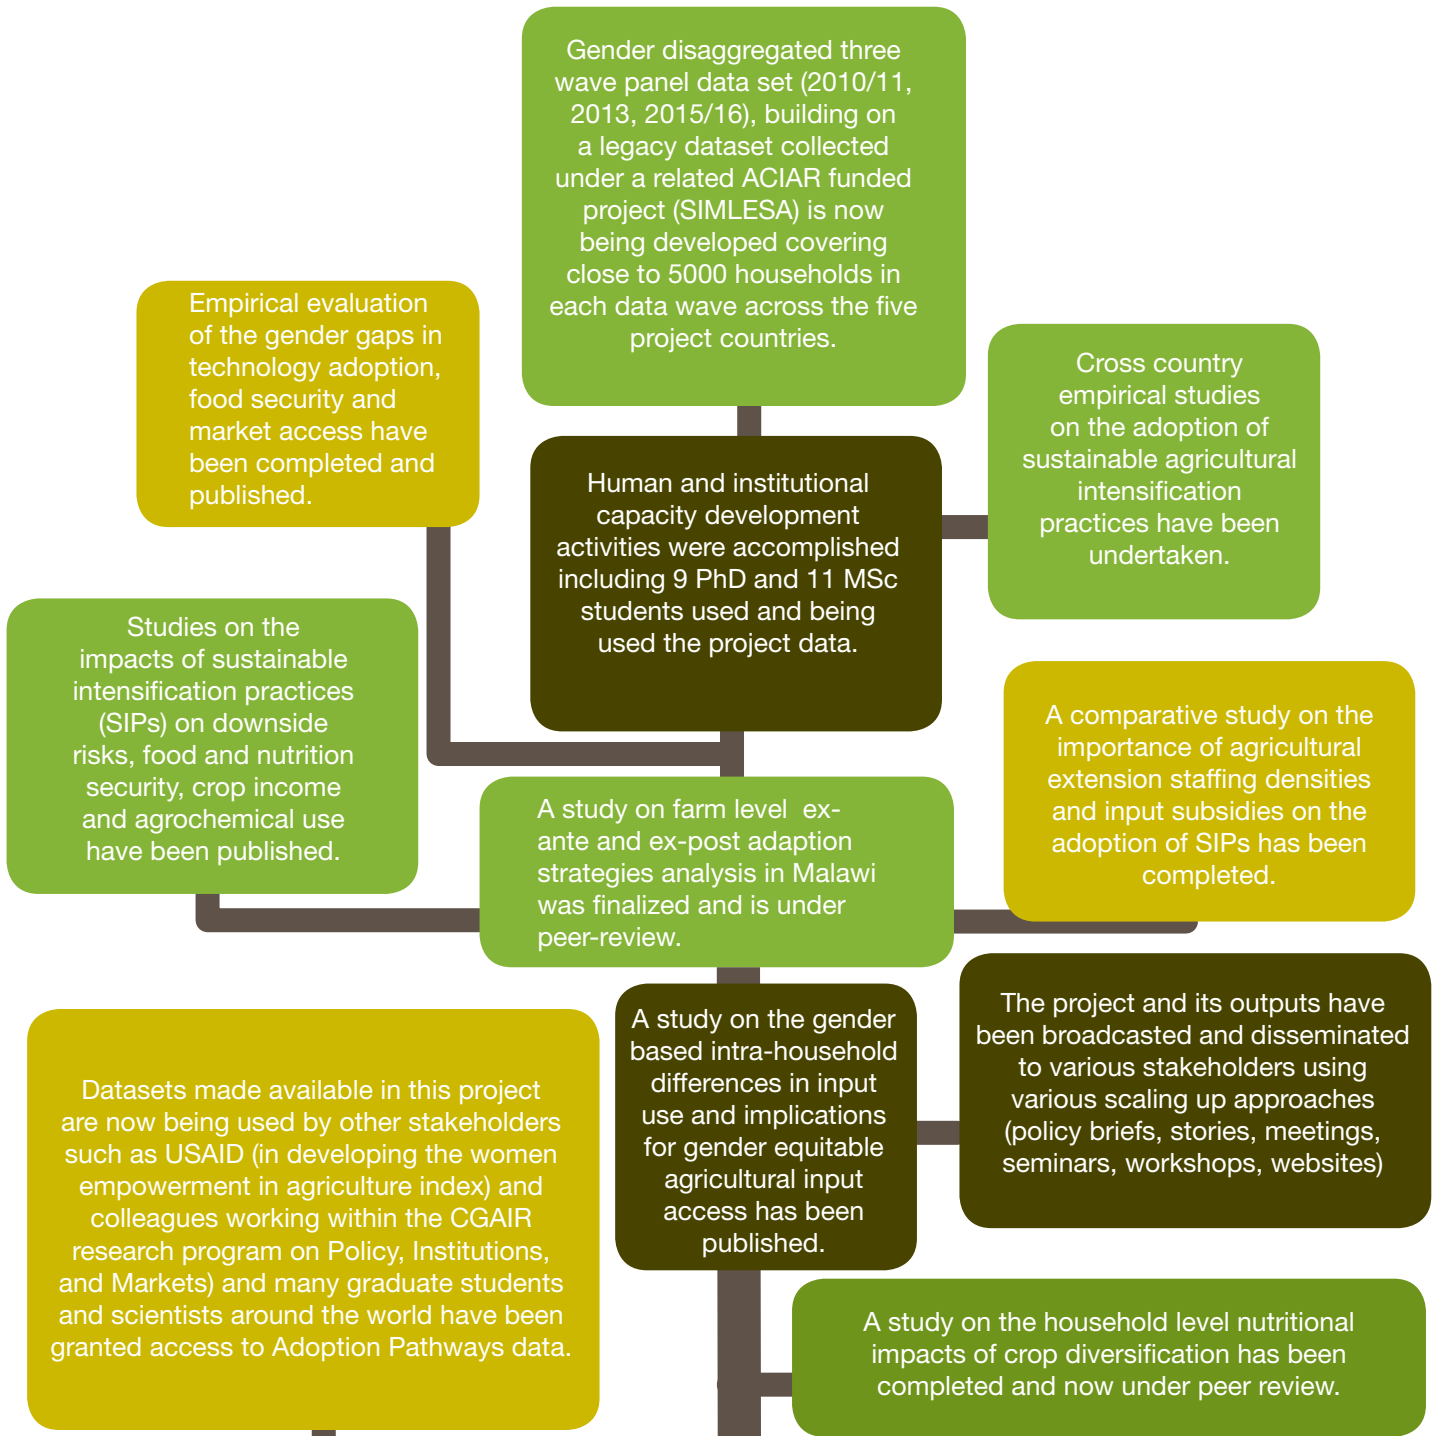 Gender disaggregated three
wave panel data set (2010/11,
2013, 2015/16), building on
a legacy dataset collected
under a related ACIAR funded
project (SIMLESA) is now
being developed covering
close to 5000 households in
each data wave across the five
project countries.
Empirical evaluation
of the gender gaps in
technology adoption,
food security and
market access have
been completed and
published.
Cross country
empirical studies
on the adoption of
sustainable agricultural
intensification
practices have been
undertaken.
Human and institutional
capacity development
activities were accomplished
including 9 PhD and 11 MSc
students used and being
used the project data.
Studies on the
impacts of sustainable
intensification practices
(SIPs) on downside
risks, food and nutrition
security, crop income
and agrochemical use
have been published.
A comparative study on the
importance of agricultural
extension staffing densities
and input subsidies on the
adoption of SIPs has been
completed.
A study on farm level  ex-
ante and ex-post adaption
strategies analysis in Malawi
was finalized and is under
peer-review.
The project and its outputs have
been broadcasted and disseminated
to various stakeholders using
various scaling up approaches
(policy briefs, stories, meetings,
seminars, workshops, websites)
A study on the gender
based intra-household
differences in input
use and implications
for gender equitable
agricultural input
access has been
published.
Datasets made available in this project
are now being used by other stakeholders
such as USAID (in developing the women
empowerment in agriculture index) and
colleagues working within the CGAIR
research program on Policy, Institutions,
and Markets) and many graduate students
and scientists around the world have been
granted access to Adoption Pathways data.
A study on the household level nutritional
impacts of crop diversification has been
completed and now under peer review.